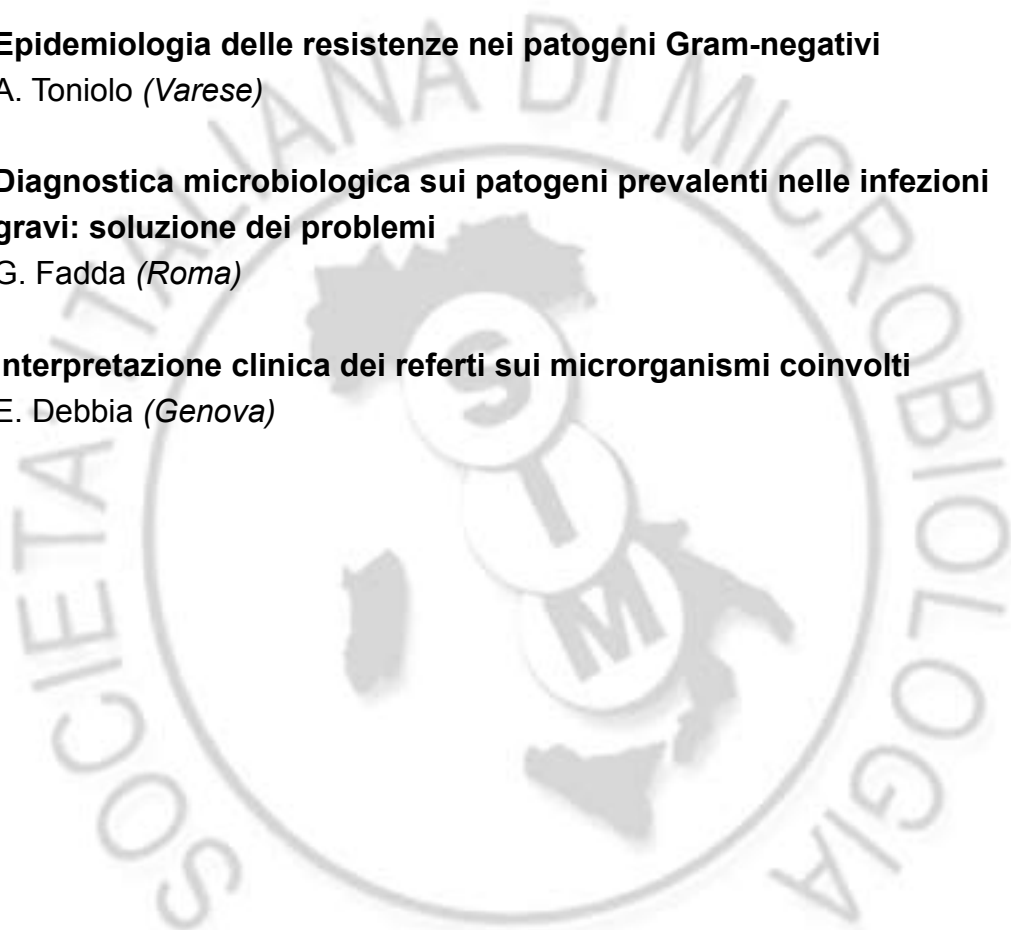 Epidemiologia delle resistenze nei patogeni Gram-negativi
A. Toniolo (Varese)
Diagnostica microbiologica sui patogeni prevalenti nelle infezioni
gravi: soluzione dei problemi
G. Fadda (Roma)
Interpretazione clinica dei referti sui microrganismi coinvolti
E. Debbia (Genova)
SOCIETA' ITALIANA DI MICROBIOLOGIA
S
I
M